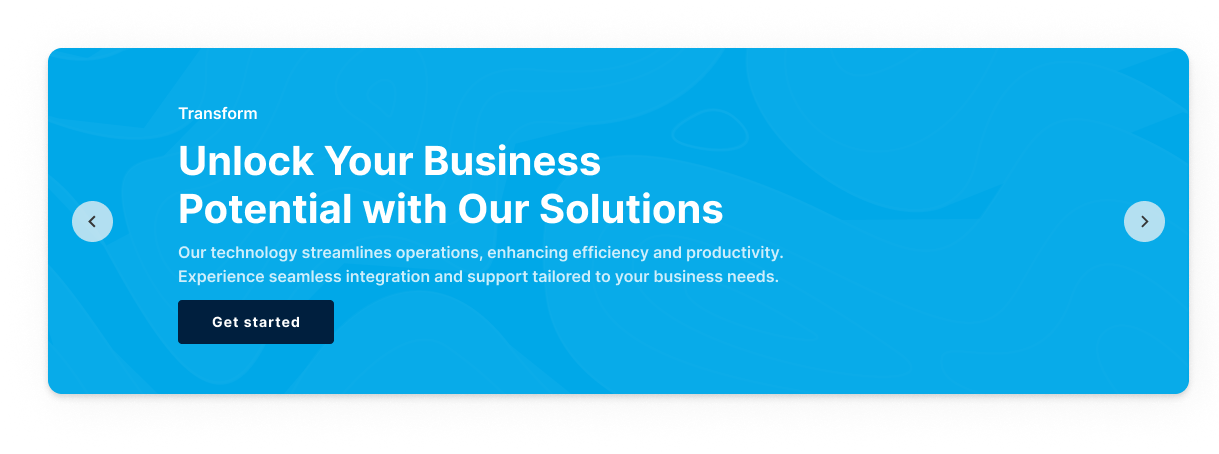 Transform
Unlock Your Business
Potential with Our Solutions
Our technology streamlines operations, enhancing efficiency and productivity.
Experience seamless integration and support tailored to your business needs.
Get started